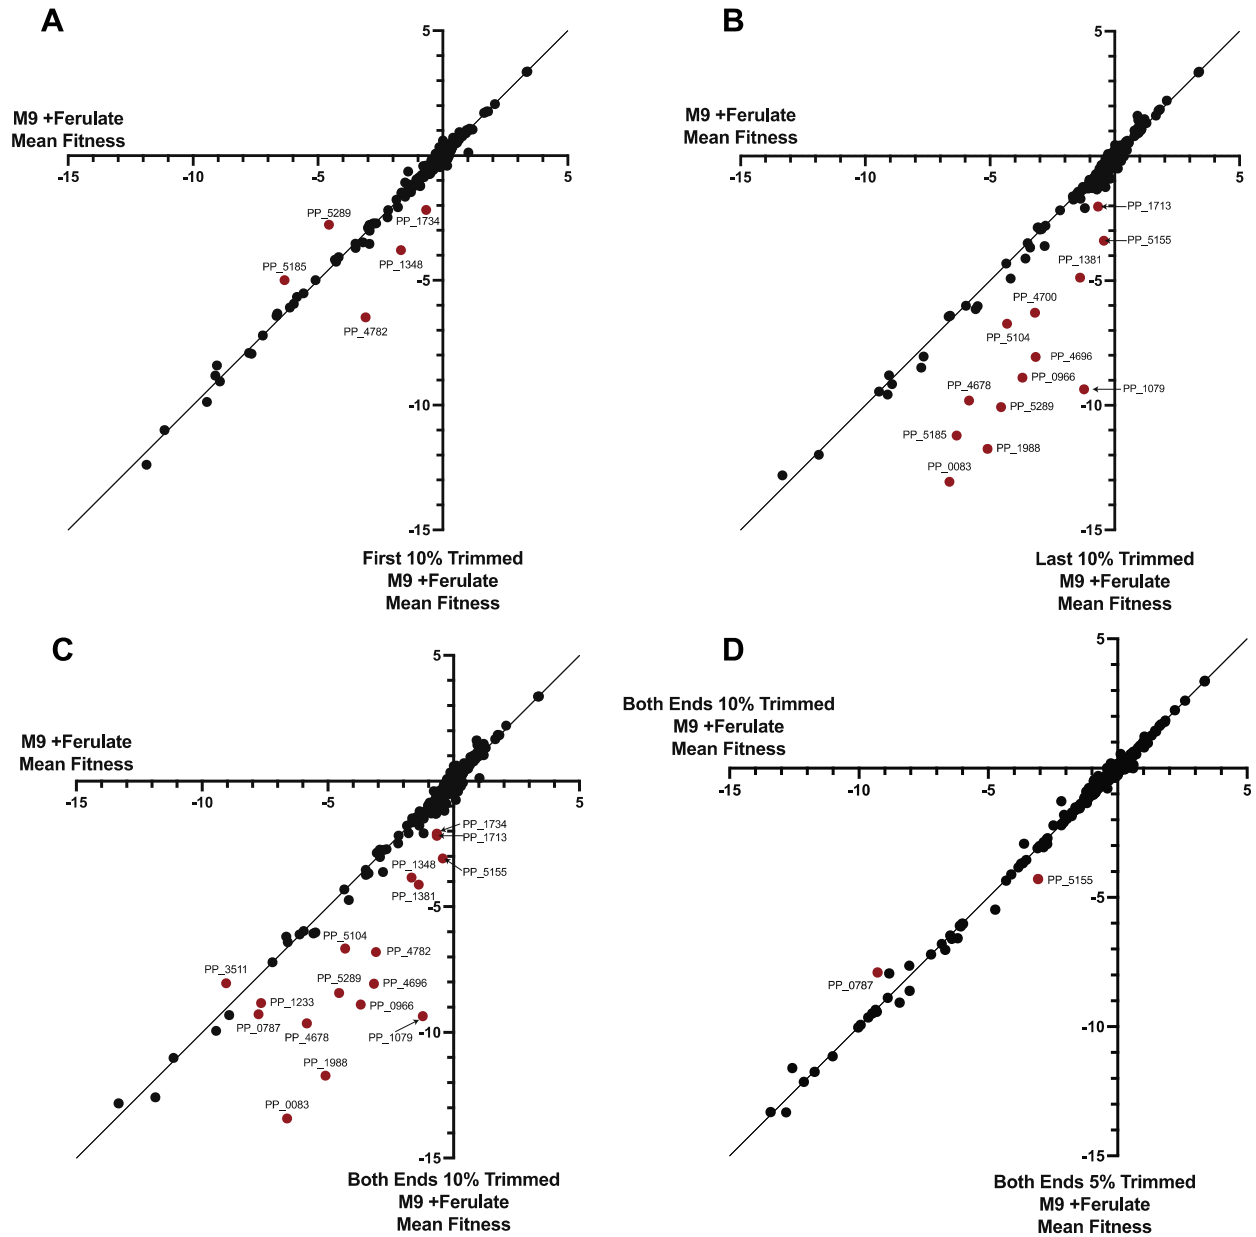 A
5
M9 +Ferulate
Mean Fitness
-15
-10
-5
5
PP_5289
PP_1734
PP_1348
PP_5185
-5
PP_4782
-10
-15
First 10% Trimmed
M9 +Ferulate
Mean Fitness
B
5
M9 +Ferulate
Mean Fitness
-15
-10
-5
5
PP_1713
PP_5155
PP_1381
-5
PP_4700
PP_5104
PP_4696
PP_0966
PP_1079
PP_4678
-10
PP_5289
PP_5185
PP_1988
PP_0083
-15
Last 10% Trimmed
M9 +Ferulate
Mean Fitness
C
5
M9 +Ferulate
Mean Fitness
-15
-10
-5
5
PP_1734
PP_1713
PP_1348
PP_5155
PP_1381
-5
PP_5104
PP_4782
PP_3511
PP_5289
PP_4696
PP_1233
PP_0966
PP_0787
PP_4678
PP_1079
-10
PP_1988
PP_0083
-15
Both Ends 10% Trimmed
M9 +Ferulate
Mean Fitness
D
5
Both Ends 10% Trimmed
M9 +Ferulate
Mean Fitness
-15
-10
-5
5
PP_5155
-5
PP_0787
-10
-15
Both Ends 5% Trimmed
M9 +Ferulate
Mean Fitness